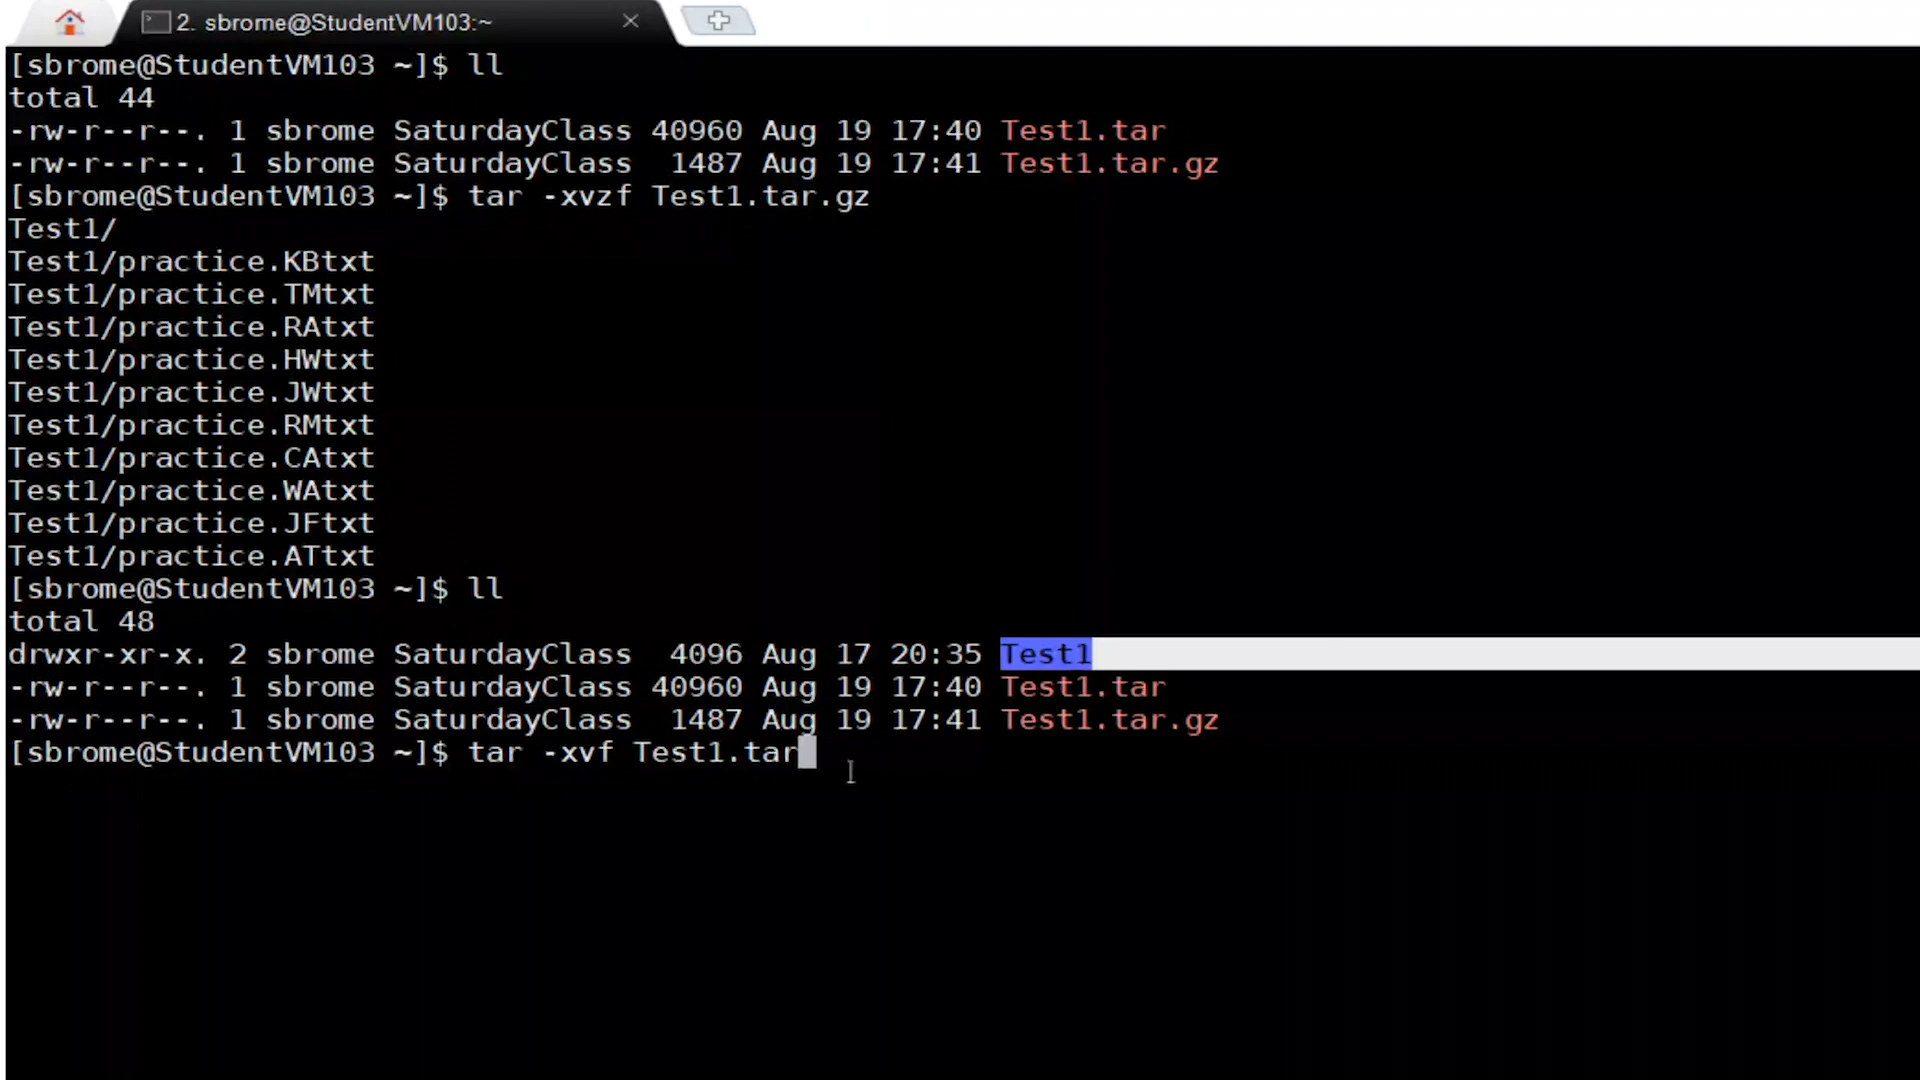 2. sbrome@StudentVM103:~
[sbrome@StudentVM103 ~]$ ll
total 44
-rw-r--r--. 1 sbrome SaturdayClass 40960 Aug 19 17:40 Test1.tar
-rw-r--r--. 1 sbrome SaturdayClass  1487 Aug 19 17:41 Test1.tar.gz
[sbrome@StudentVM103 ~]$ tar -xvzf Test1.tar.gz
Test1/
Test1/practice.KBtxt
Test1/practice.TMtxt
Test1/practice.RAtxt
Test1/practice.HWtxt
Test1/practice.JWtxt
Test1/practice.RMtxt
Test1/practice.CAtxt
Test1/practice.WAtxt
Test1/practice.JFtxt
Test1/practice.ATtxt
[sbrome@StudentVM103 ~]$ ll
total 48
drwxr-xr-x. 2 sbrome SaturdayClass  4096 Aug 17 20:35 Test1
-rw-r--r--. 1 sbrome SaturdayClass 40960 Aug 19 17:40 Test1.tar
-rw-r--r--. 1 sbrome SaturdayClass  1487 Aug 19 17:41 Test1.tar.gz
[sbrome@StudentVM103 ~]$ tar -xvf Test1.tar